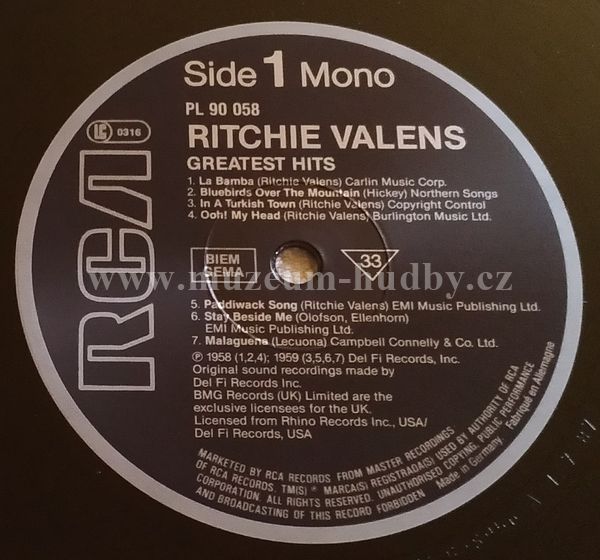 Side 1 Mono
PL 90 058
LC 0316
RITCHIE VALENS
GREATEST HITS
1. La Bamba (Ritchie Valens) Carlin Music Corp.
2. Bluebirds Over The Mountain (Hickey) Northern Songs
3. In A Turkish Town (Ritchie Valens) Copyright Control
4. Ooh! My Head (Ritchie Valens) Burlington Music Ltd.
RCA
BIEM
GEMA
33
www.muzeum-hudby.cz
5. Paddiwack Song (Ritchie Valens) EMI Music Publishing Ltd.
6. Stay Beside Me (Olofson, Ellenhorn)
EMI Music Publishing Ltd.
7. Malaguena (Lecuona) Campbell Connelly & Co. Ltd.
℗ 1958 (1,2,4); 1959 (3,5,6,7) Del Fi Records, Inc.
Original sound recordings made by
Del Fi Records Inc.
BMG Records (UK) Limited are the
exclusive licensees for the UK.
Licensed from Rhino Records Inc., USA/
Del Fi Records, USA
MARKETED BY RCA RECORDS FROM MASTER RECORDINGS
OF RCA RECORDS. TM(S) ® MARCA(S) REGISTRADA(S) USED BY AUTHORITY OF RCA
CORPORATION. ALL RIGHTS RESERVED. UNAUTHORISED COPYING PUBLIC PERFORMANCE
AND BROADCASTING OF THIS RECORD FORBIDDEN
Made in Germany. Fabriqué en Allemagne